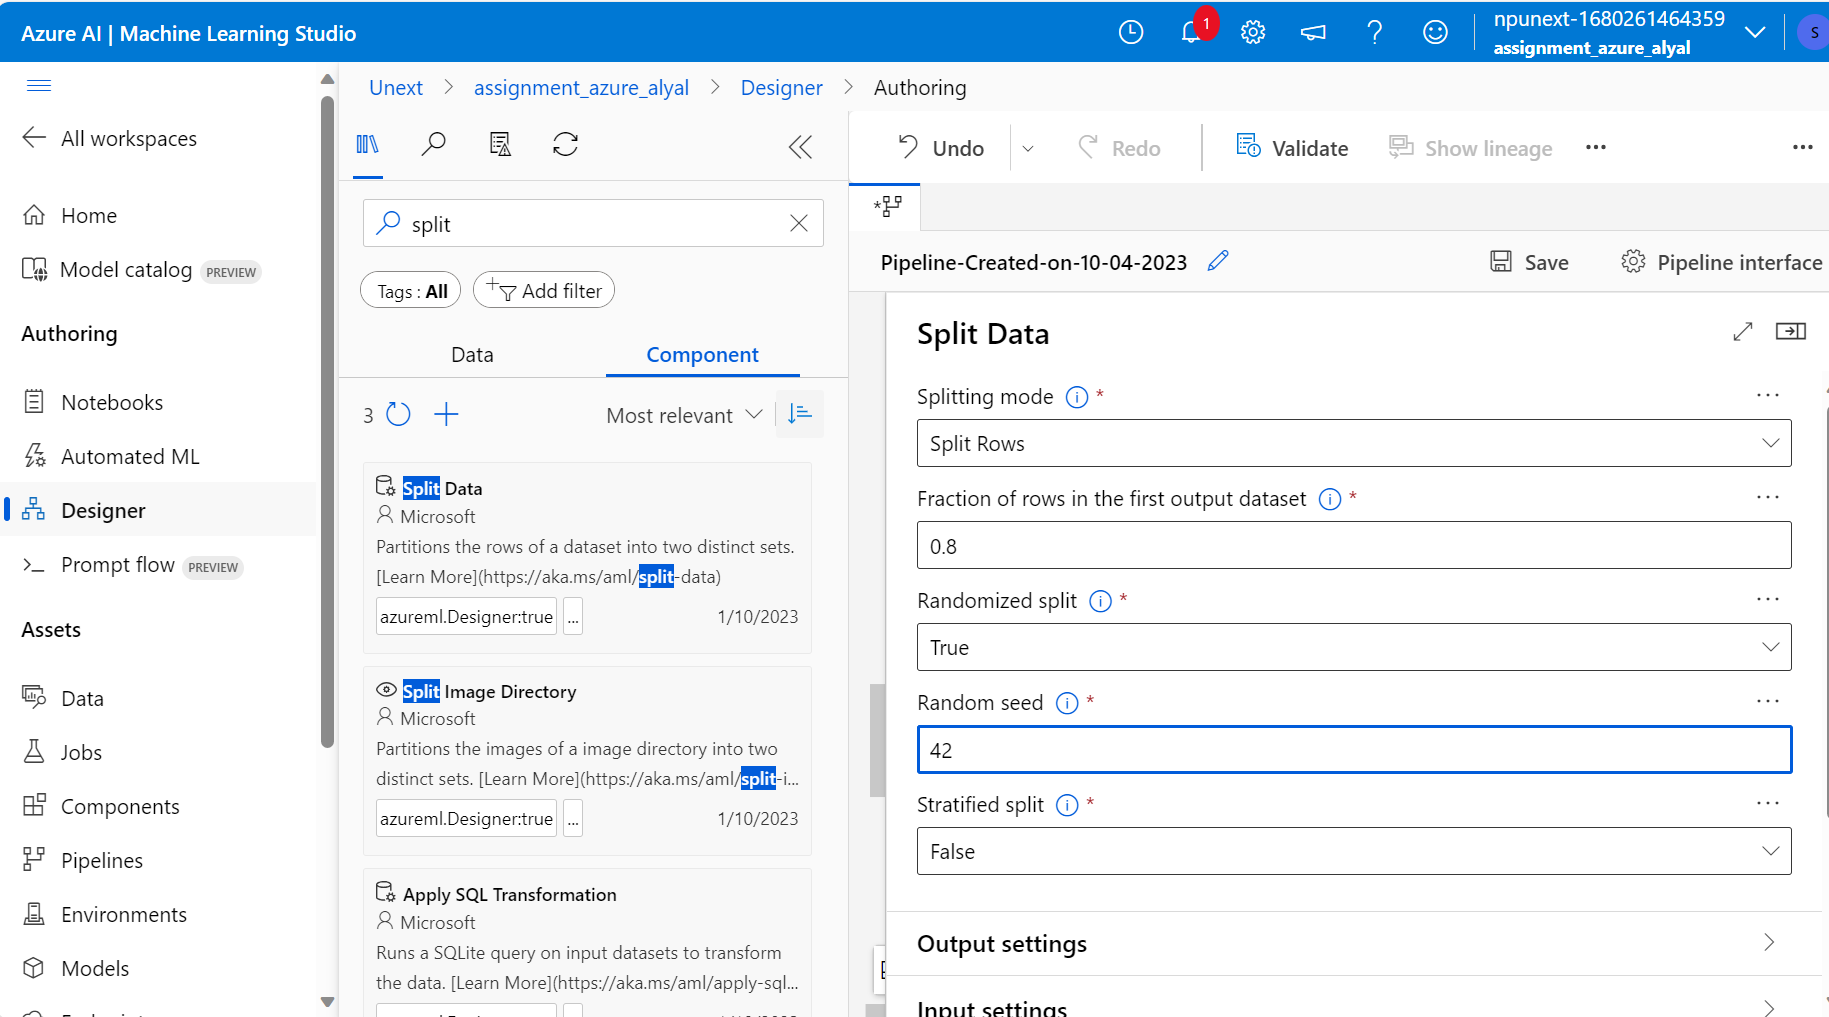 Azure AI | Machine Learning Studio
1
npunext-1680261464359
assignment_azure_alyal
S
All workspaces
Home
Model catalog PREVIEW
Authoring
Notebooks
Automated ML
Designer
Prompt flow PREVIEW
Assets
Data
Jobs
Components
Pipelines
Environments
Models
Unext > assignment_azure_alyal > Designer > Authoring
split
Tags : All
Add filter
Data
Component
3
Most relevant
Split Data
Microsoft
Partitions the rows of a dataset into two distinct sets.
[Learn More](https://aka.ms/aml/split-data)
azureml.Designer:true
...
1/10/2023
Split Image Directory
Microsoft
Partitions the images of a image directory into two
distinct sets. [Learn More](https://aka.ms/aml/split-i...
azureml.Designer:true
...
1/10/2023
Apply SQL Transformation
Microsoft
Runs a SQLite query on input datasets to transform
the data. [Learn More](https://aka.ms/aml/apply-sql...
Undo
Redo
Validate
Show lineage
Pipeline-Created-on-10-04-2023
Save
Pipeline interface
Split Data
Splitting mode *
Split Rows
Fraction of rows in the first output dataset *
0.8
Randomized split *
True
Random seed *
42
Stratified split *
False
Output settings
Input settings